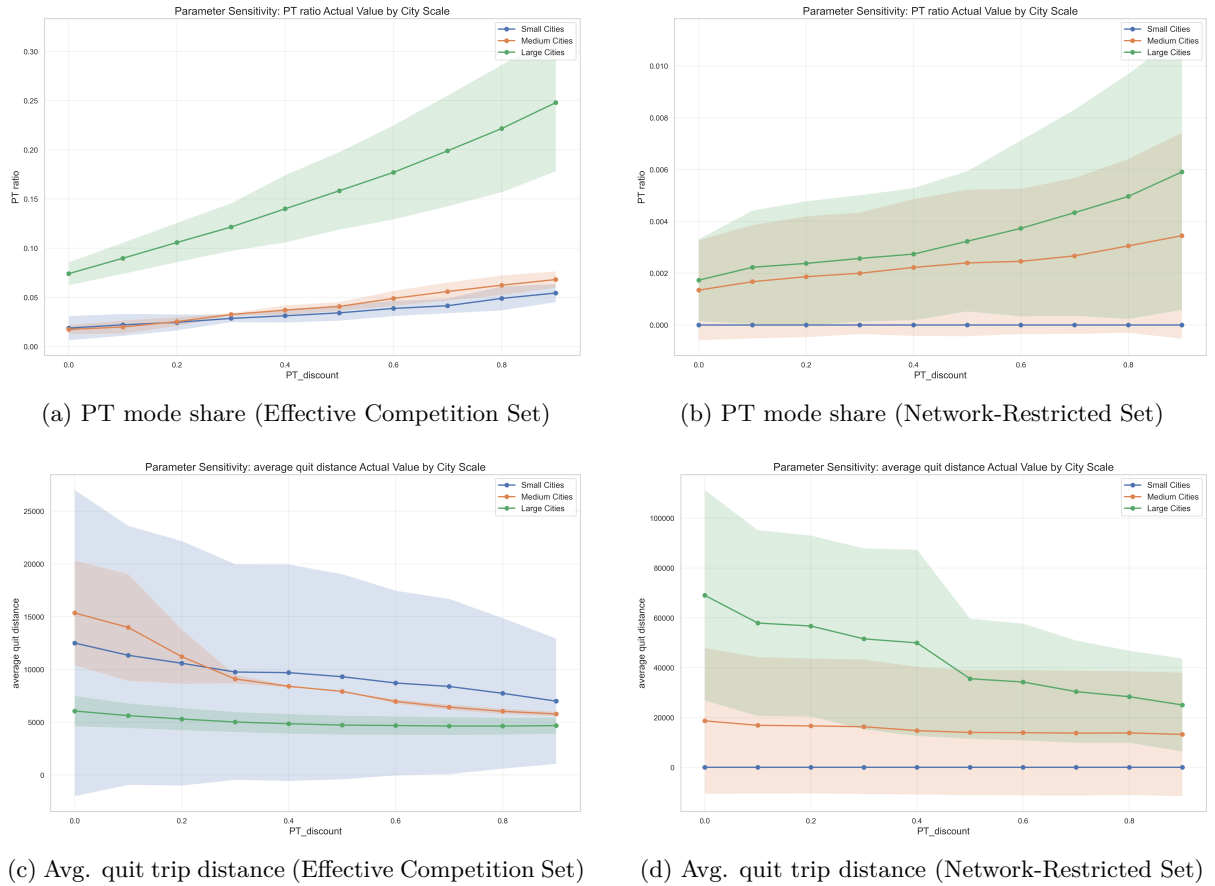 Parameter Sensitivity: PT ratio Actual Value by City Scale
Small Cities
Medium Cities
Large Cities
0.30
0.25
0.20
0.15
0.10
0.05
0.00
PT ratio
0.0 0.2 0.4 0.6 0.8
PT_discount
(a) PT mode share (Effective Competition Set)
Parameter Sensitivity: PT ratio Actual Value by City Scale
Small Cities
Medium Cities
Large Cities
0.010
0.008
0.006
0.004
0.002
0.000
PT ratio
0.0 0.2 0.4 0.6 0.8
PT_discount
(b) PT mode share (Network-Restricted Set)
Parameter Sensitivity: average quit distance Actual Value by City Scale
Small Cities
Medium Cities
Large Cities
25000
20000
15000
10000
5000
0
average quit distance
0.0 0.2 0.4 0.6 0.8
PT_discount
(c) Avg. quit trip distance (Effective Competition Set)
Parameter Sensitivity: average quit distance Actual Value by City Scale
Small Cities
Medium Cities
Large Cities
100000
80000
60000
40000
20000
0
average quit distance
0.0 0.2 0.4 0.6 0.8
PT_discount
(d) Avg. quit trip distance (Network-Restricted Set)